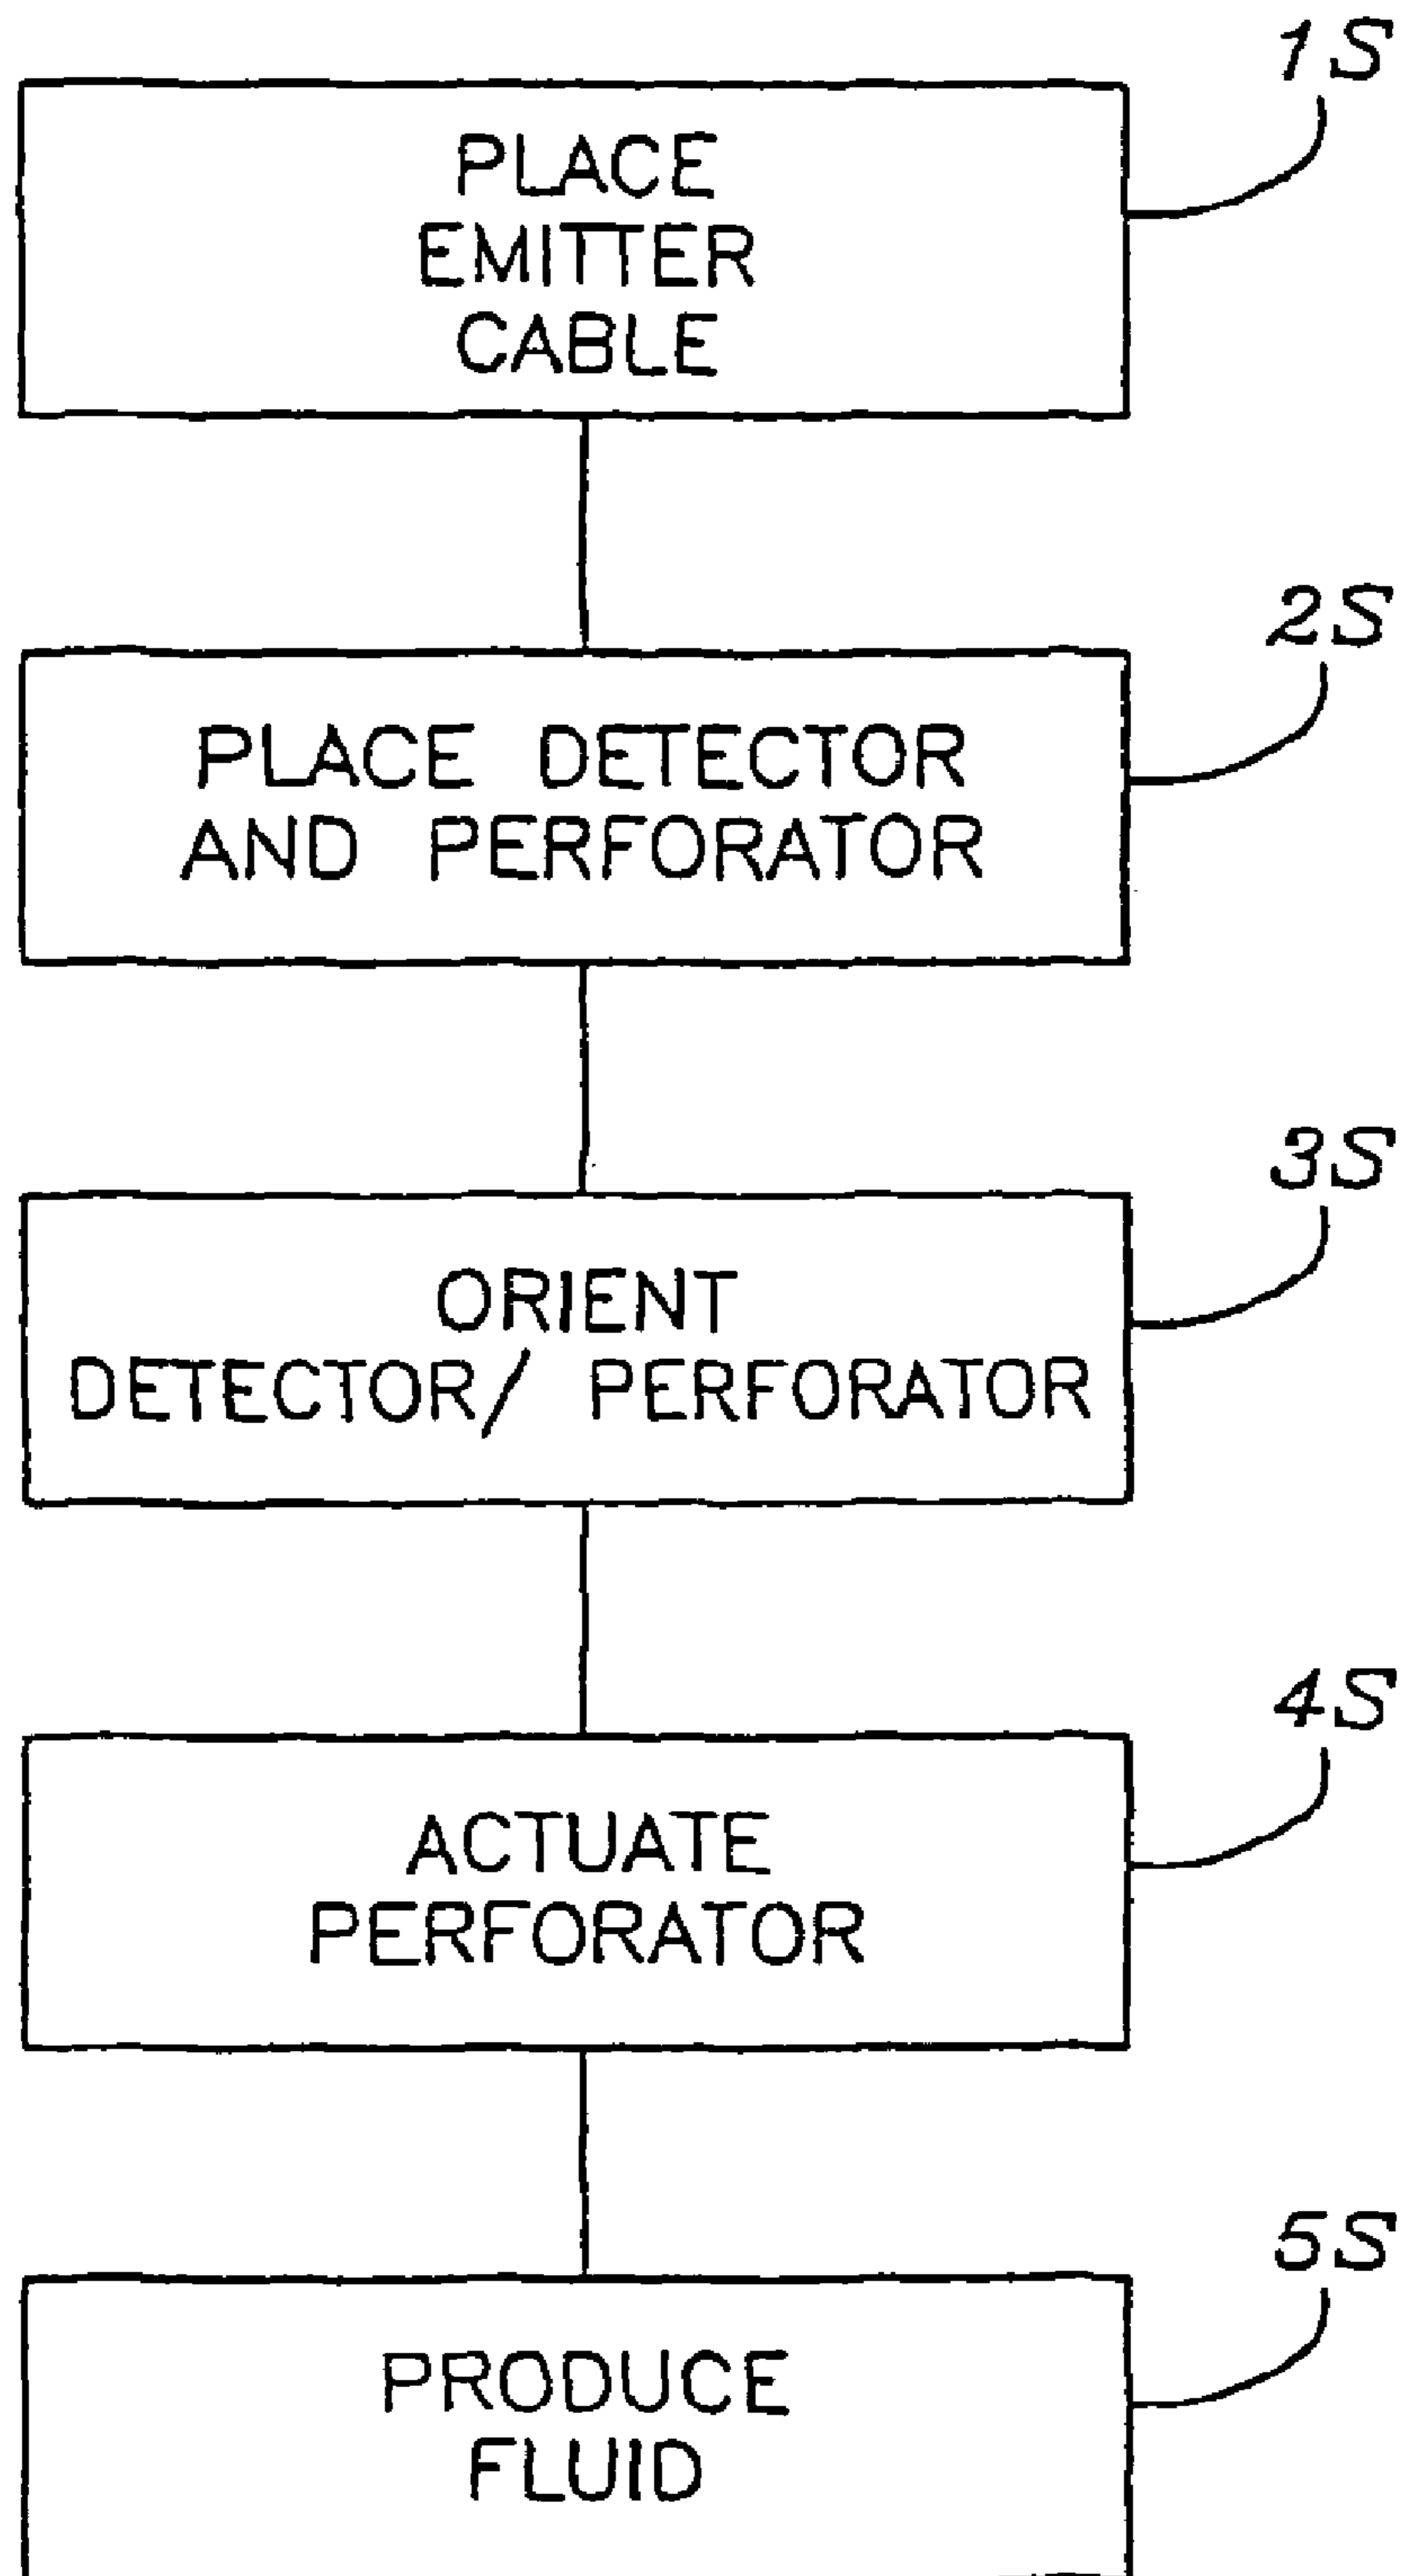 1S
PLACE
EMITTER
CABLE
2S
PLACE DETECTOR
AND PERFORATOR
3S
ORIENT
DETECTOR/ PERFORATOR
4S
ACTUATE
PERFORATOR
5S
PRODUCE
FLUID